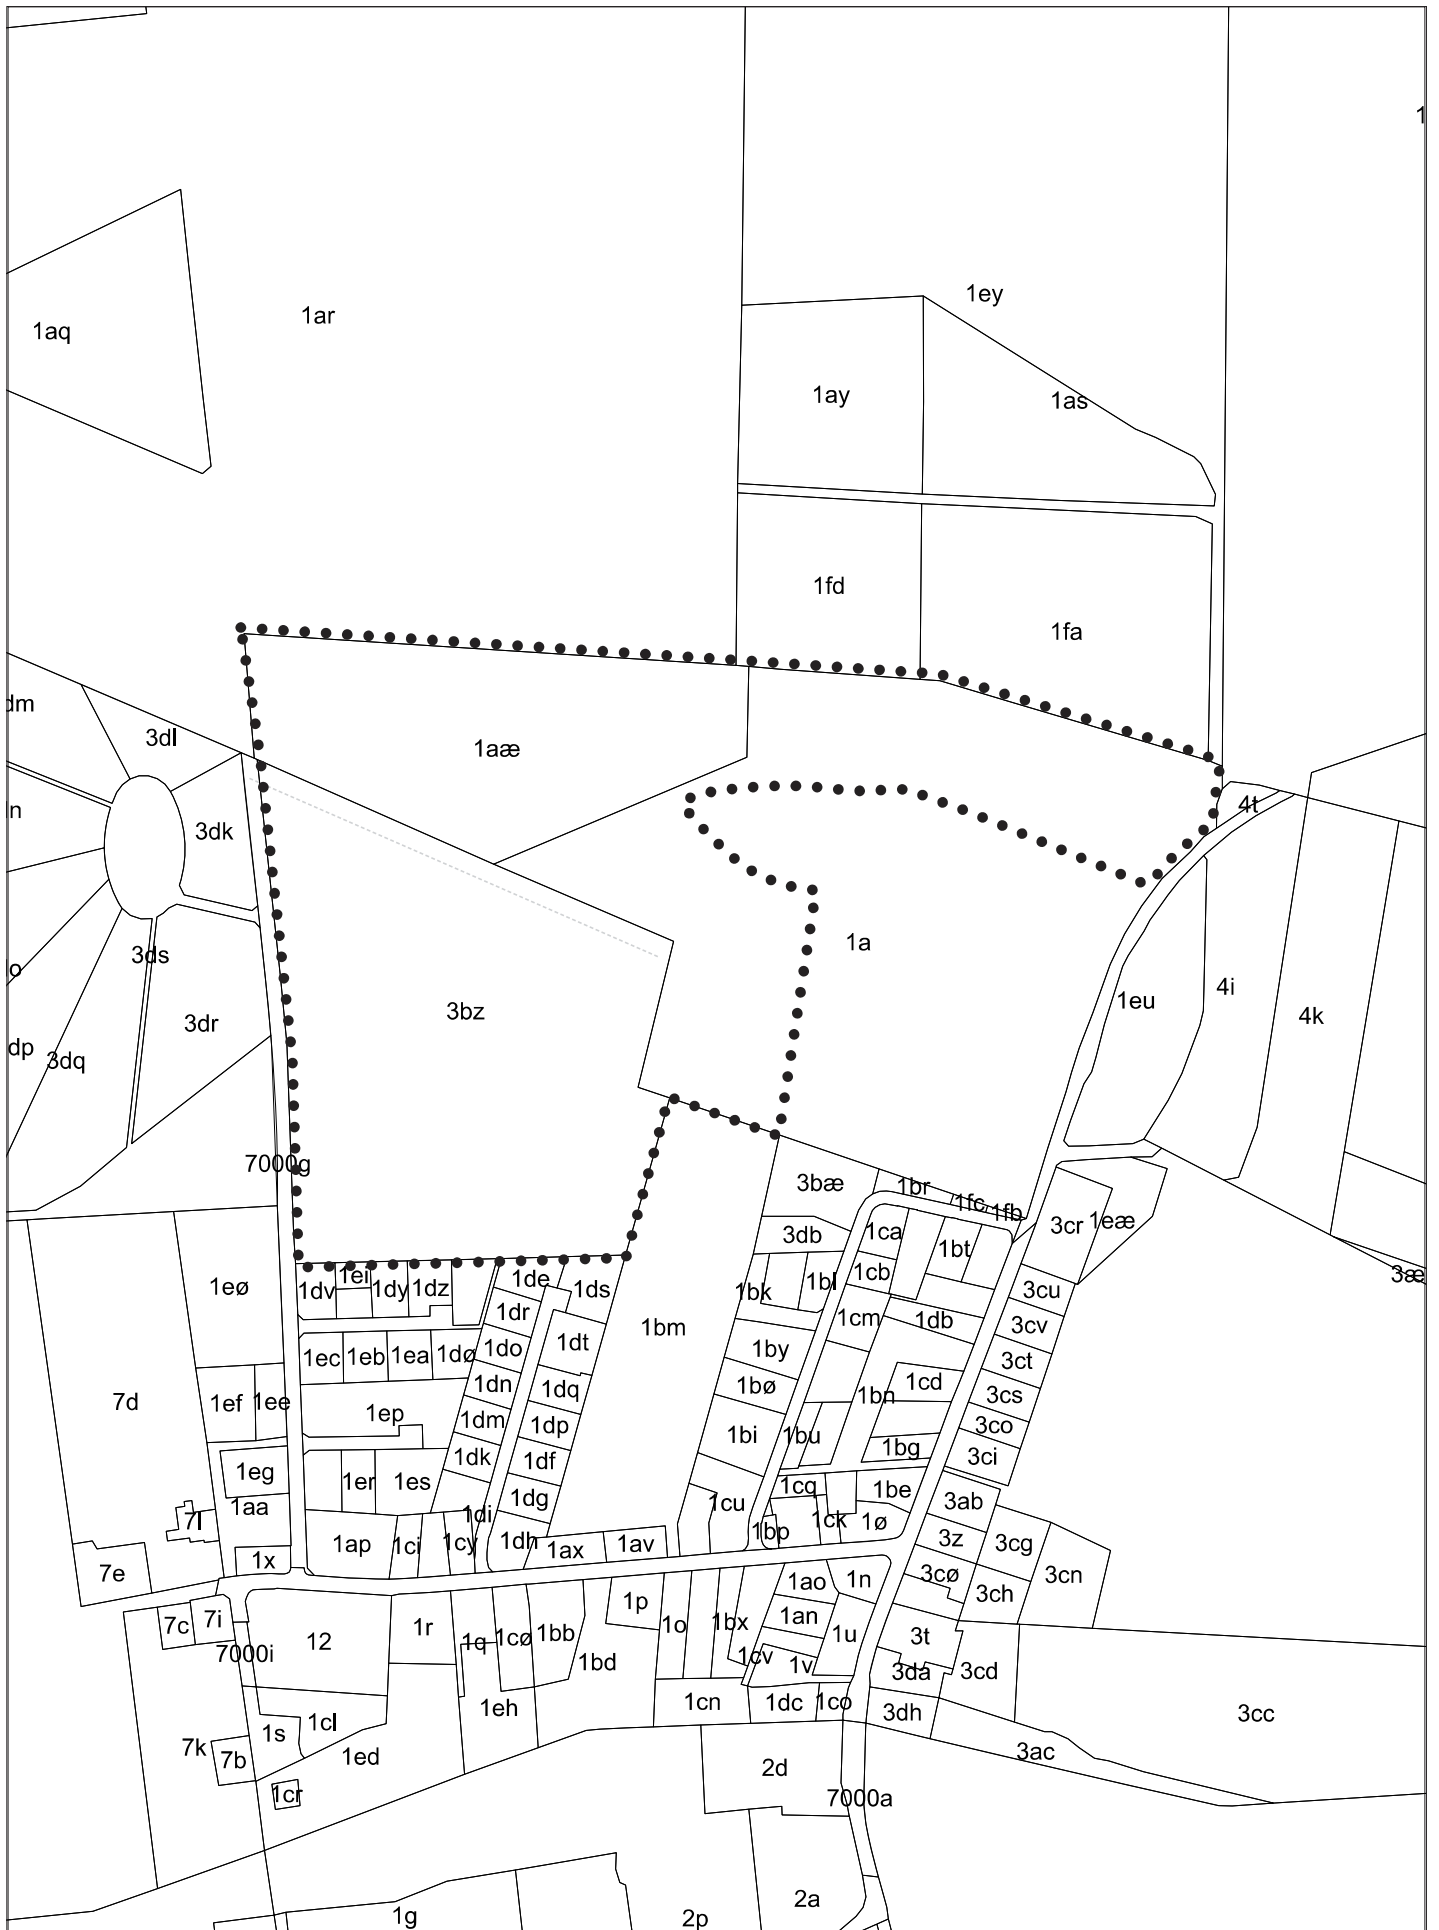 1
1ey
1ar
1aq
1ay
1as
1fd
1fa
dm
3dl
1aæ
4t
n
3dk
1a
3ds
o
4i
1eu
3bz
4k
3dr
dp
3dq
7000g
3bæ
1br
1fc
1fb
3cr
1eæ
1ca
3db
1bt
1eø
1ei
1de
1dv
1dy
1dz
1ds
1bk
1bl
1cb
3cu
3æ
1dr
1cm
1db
3cv
1bm
1dt
1do
1by
1ec
1eb
1ea
1dø
3ct
1dn
1dq
1bø
1cd
1bn
3cs
7d
1ef
1ee
1ep
1dm
1dp
1bi
1bu
3co
1bg
3ci
1dk
1df
1eg
1er
1es
1cq
1be
1dg
1cu
3ab
1aa
7l
1di
1bp
1ck
1ø
1ap
1ci
1cy
1dh
1ax
1av
3z
3cg
1x
7e
3cø
3cn
1ao
1n
3ch
1p
1an
7c
7i
12
1r
1q
1cø
1bb
1o
1bx
1u
3t
7000i
1bd
1cv
1v
3da
3cd
1eh
1cn
1dc
1co
3dh
3cc
1s
1cl
7k
7b
1ed
3ac
2d
1cr
7000a
2a
1g
2p